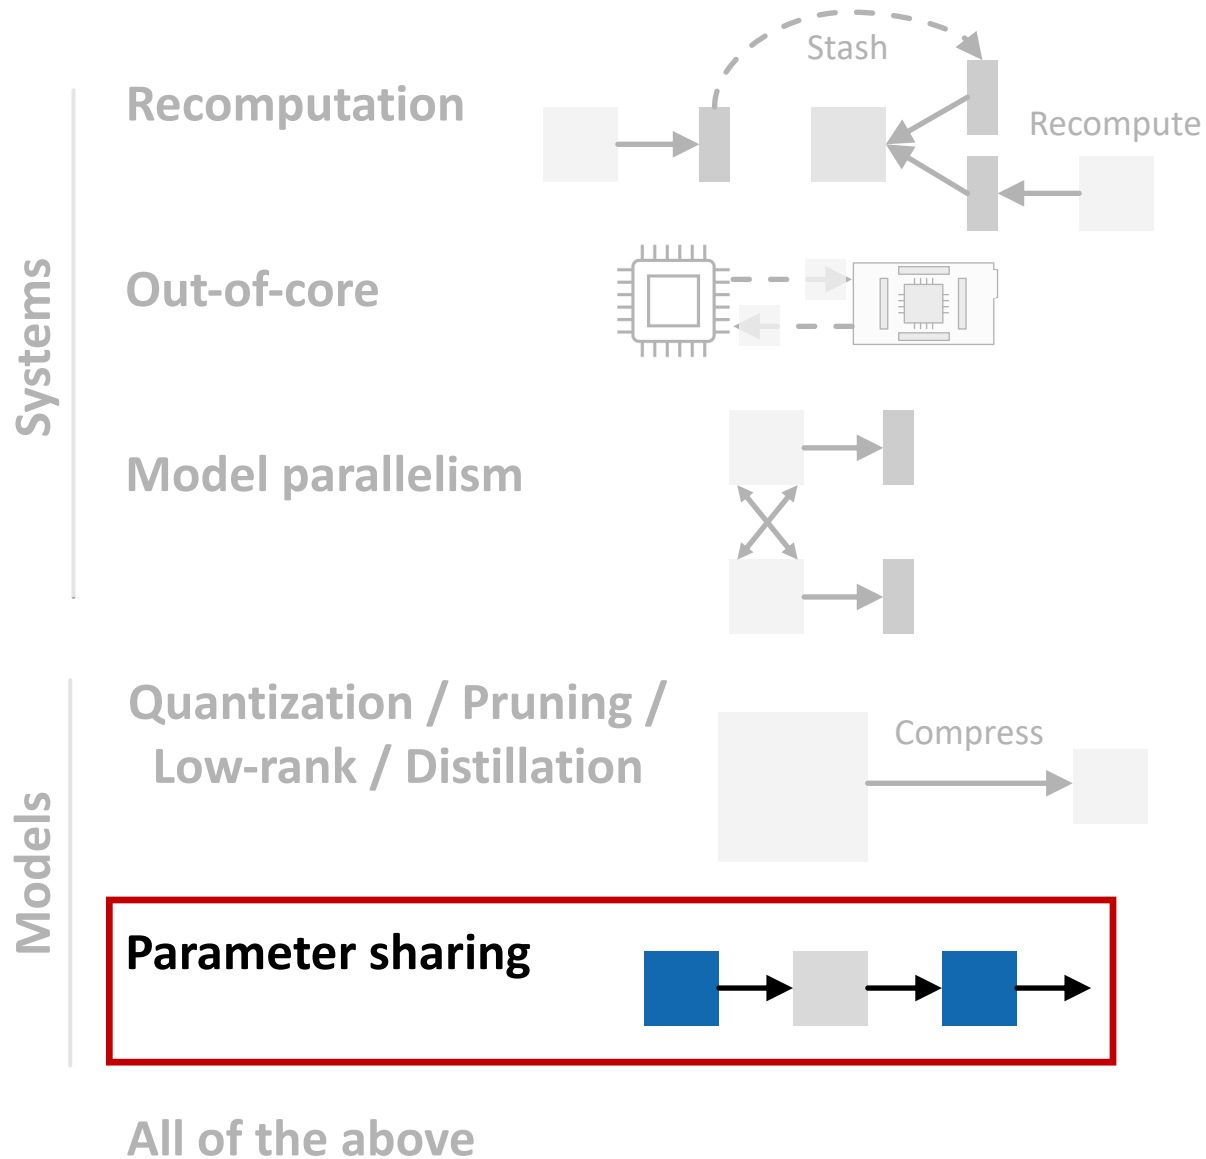 Systems
Recomputation
Stash
Recompute
Out-of-core
Model parallelism
Models
Quantization / Pruning /
Low-rank / Distillation
Compress
Parameter sharing
All of the above